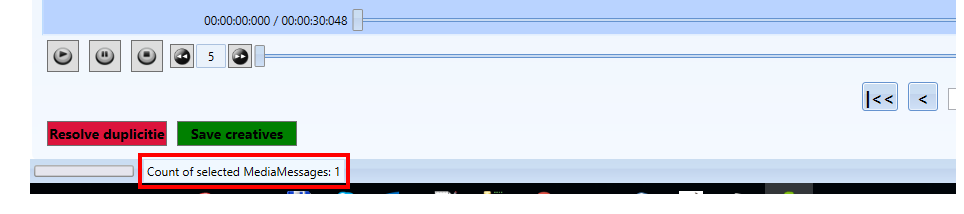 00:00:00:000 / 00:00:30:048
5
|<< <
Resolve duplicitie Save creatives
Count of selected MediaMessages: 1